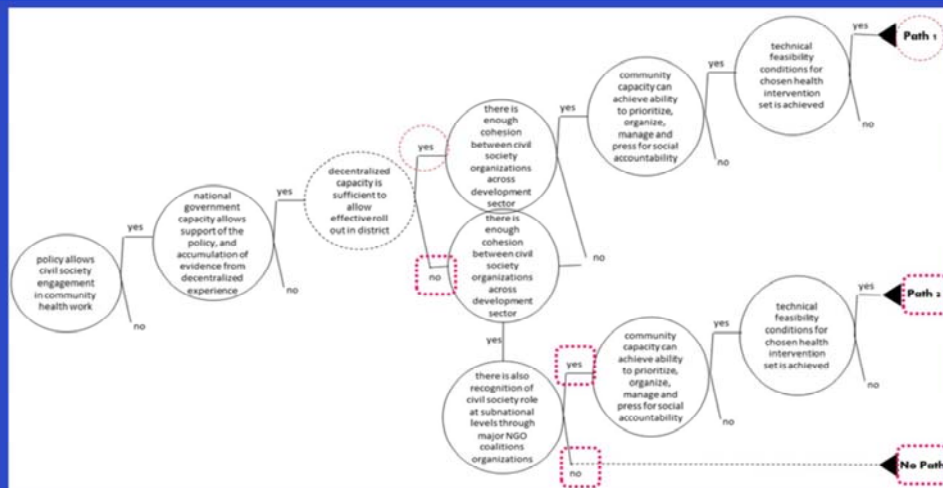 policy allows
civil society
engagement
in community
health work
yes
no
national
government
capacity allows
support of the
policy, and
accumulation of
evidence from
decentralized
experience
yes
no
decentralized
capacity is
sufficient to
allow
effective roll
out in district
yes
no
there is
enough
cohesion
between civil
society
organizations
across
development
sector
yes
no
community
capacity can
achieve ability
to prioritize,
organize,
manage and
press for social
accountability
yes
no
technical
feasibility
conditions for
chosen health
intervention
set is achieved
yes
no
Path 1
there is
enough
cohesion
between civil
society
organizations
across
development
sector
yes
there is also
recognition of
civil society role
at subnational
levels through
major NGO
coalitions
organizations
yes
no
community
capacity can
achieve ability
to prioritize,
organize,
manage and
press for social
accountability
yes
no
technical
feasibility
conditions for
chosen health
intervention
set is achieved
yes
no
Path 2
No Path